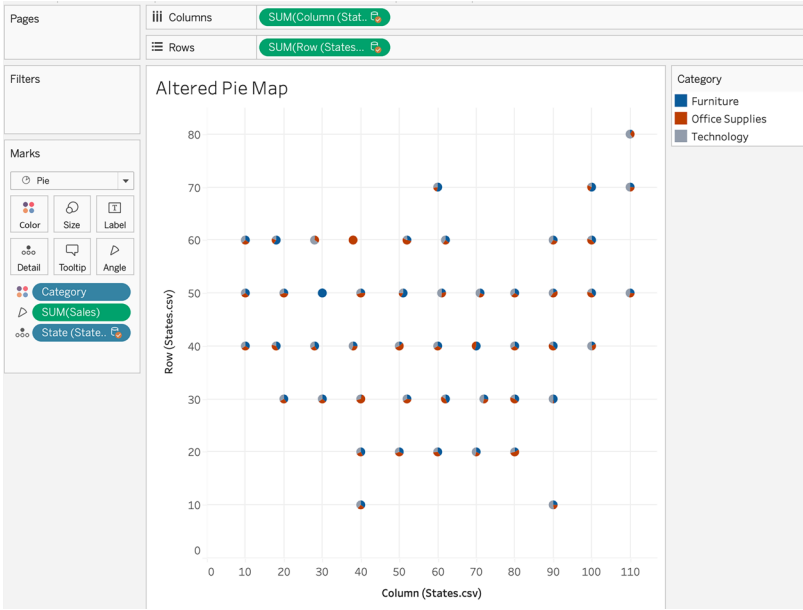 Pages
Columns
SUM(Column (Stat..
Rows
SUM(Row (States...
Filters
Marks
Pie
Color
Size
Label
Detail
Tooltip
Angle
Category
SUM(Sales)
State (State..
Altered Pie Map
Row (States.csv)
80
70
60
50
40
30
20
10
0
0 10 20 30 40 50 60 70 80 90 100 110
Column (States.csv)
Category
Furniture
Office Supplies
Technology